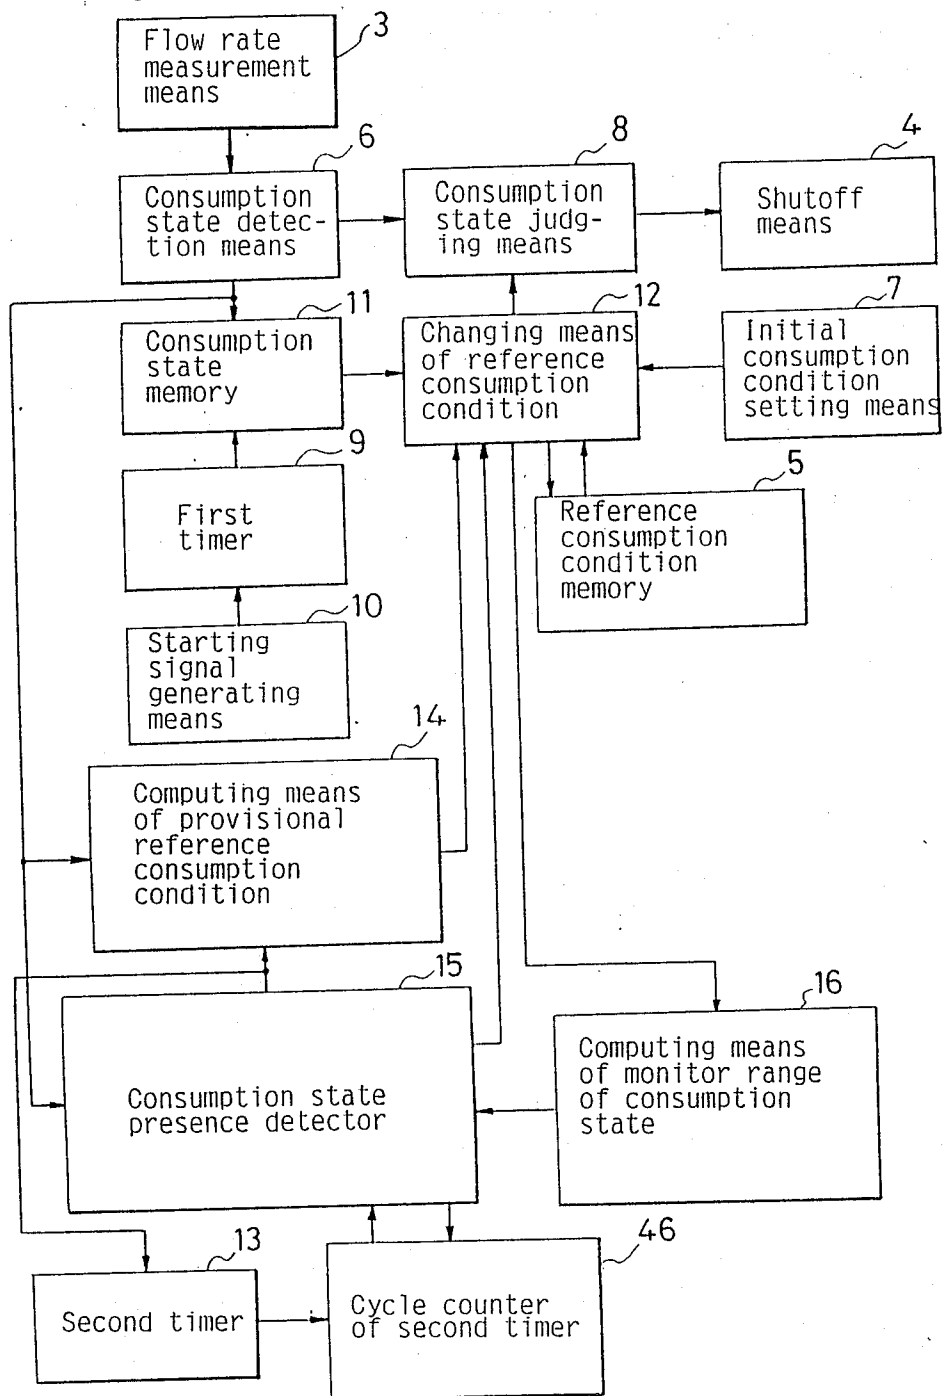 3
Flow rate
measurement
means
6
Consumption
state detec-
tion means
8
Consumption
state judg-
ing means
4
Shutoff
means
11
Consumption
state
memory
12
Changing means
of reference
consumption
condition
7
Initial
consumption
condition
setting means
9
First
timer
5
Reference
consumption
condition
memory
10
Starting
signal
generating
means
14
Computing means
of provisional
reference
consumption
condition
15
Consumption state
presence detector
16
Computing means
of monitor range
of consumption
state
13
Second timer
46
Cycle counter
of second timer